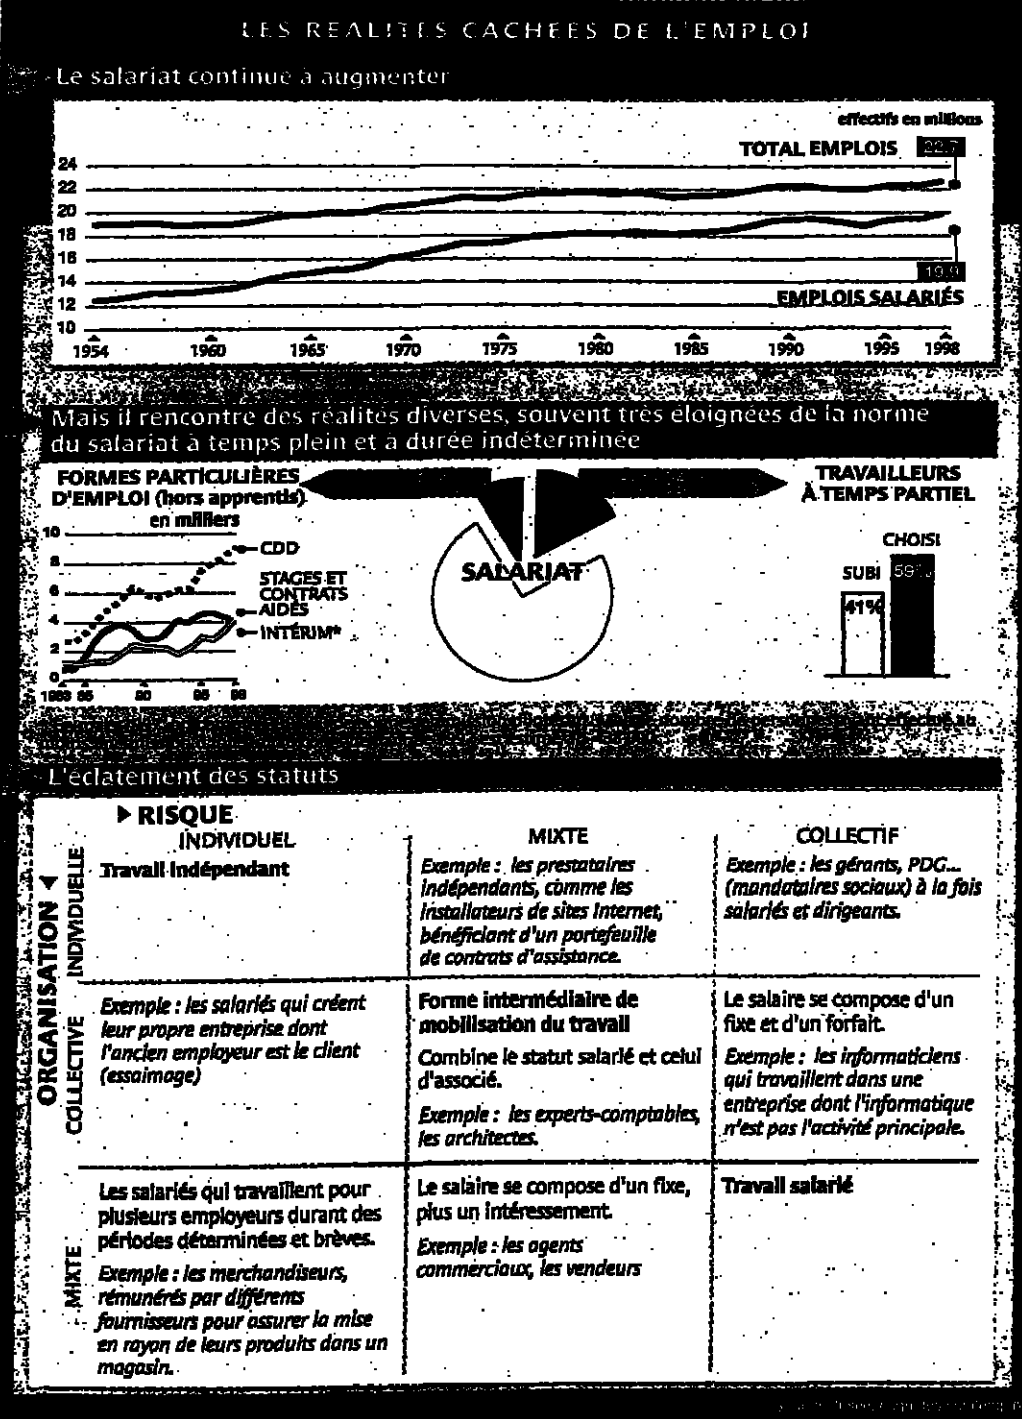 LES REALITES CACHEES DE L'EMPLOI
Le salariat continue à augmenter
effectifs en millions
TOTAL EMPLOIS 22.7
24
22
20
18
16
14
12
10
19.9
EMPLOIS SALARIÉS
1954 1960 1965 1970 1975 1980 1985 1990 1995 1998
Mais il rencontre des réalités diverses, souvent très éloignées de la norme
du salariat à temps plein et à durée indéterminée
FORMES PARTICULIÈRES
D'EMPLOI (hors apprentis)
en milliers
10
8
6
4
2
0
1983 85 90 95 98
CDD
STAGES ET
CONTRATS
AIDÉS
INTÉRIM*
SALARIAT
TRAVAILLEURS
À TEMPS PARTIEL
CHOISI
SUBI 59%
41%
L'éclatement des statuts
RISQUE
INDIVIDUEL
MIXTE
COLLECTIF
ORGANISATION
INDIVIDUELLE
Travail indépendant
Exemple : les prestataires
indépendants, comme les
installateurs de sites Internet,
bénéficiant d'un portefeuille
de contrats d'assistance.
Exemple : les gérants, PDG...
(mandataires sociaux) à la fois
salariés et dirigeants.
COLLECTIVE
Exemple : les salariés qui créent
leur propre entreprise dont
l'ancien employeur est le client
(essaimage)
Forme intermédiaire de
mobilisation du travail
Combine le statut salarié et celui
d'associé.
Exemple : les experts-comptables,
les architectes.
Le salaire se compose d'un
fixe et d'un forfait.
Exemple : les informaticiens
qui travaillent dans une
entreprise dont l'informatique
n'est pas l'activité principale.
MIXTE
Les salariés qui travaillent pour
plusieurs employeurs durant des
périodes déterminées et brèves.
Exemple : les merchandiseurs,
rémunérés par différents
fournisseurs pour assurer la mise
en rayon de leurs produits dans un
magasin.
Le salaire se compose d'un fixe,
plus un intéressement.
Exemple : les agents
commerciaux, les vendeurs
Travail salarié